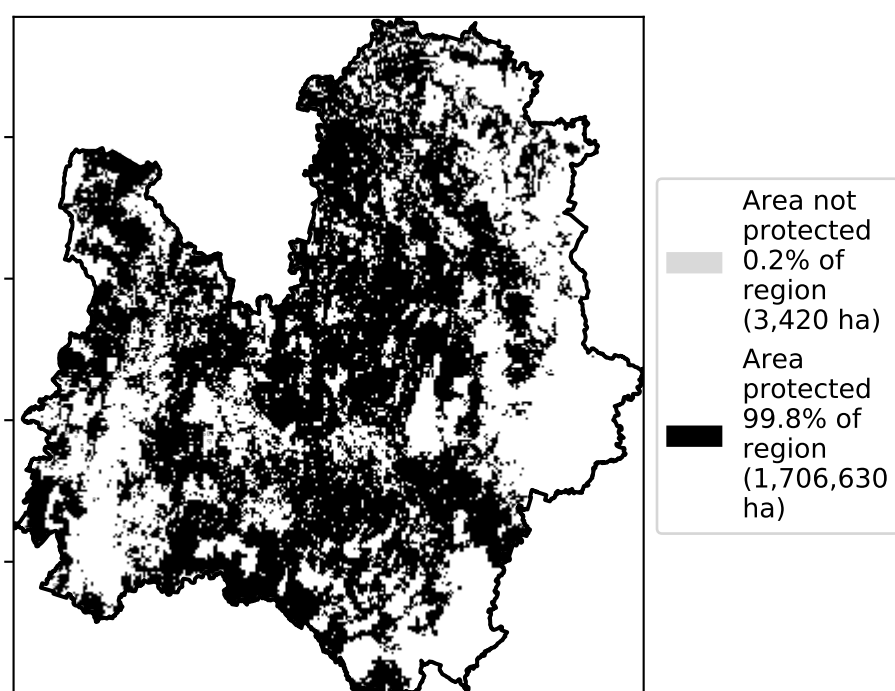 Area not
protected
0.2% of
region
(3,420 ha)
Area
protected
99.8% of
region
(1,706,630
ha)